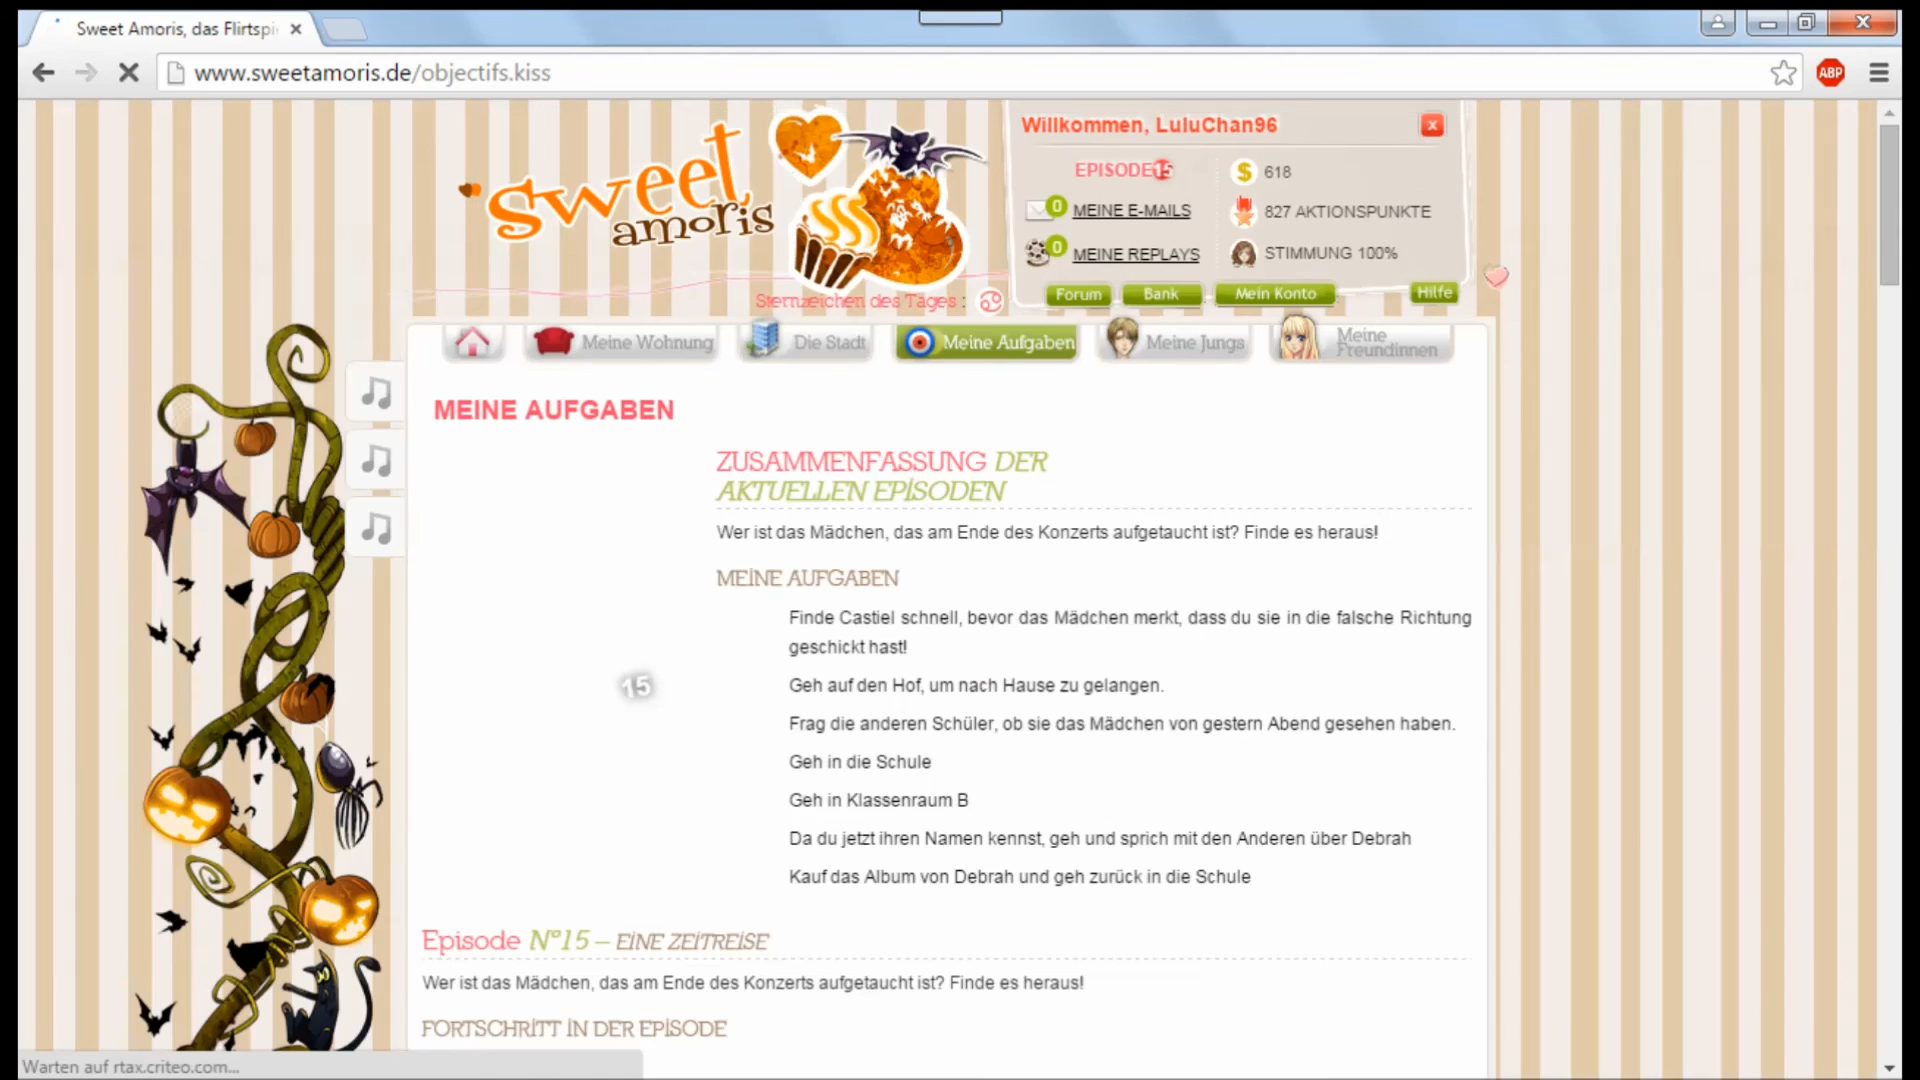 Sweet Amoris, das Flirtspi
www.sweetamoris.de/objectifs.kiss
ABP
sweet
amoris
Sternzeichen des Tages :
Willkommen, LuluChan96
EPISODE 15
618
0 MEINE E-MAILS
827 AKTIONSPUNKTE
0 MEINE REPLAYS
STIMMUNG 100%
Forum Bank Mein Konto Hilfe
Meine Wohnung Die Stadt Meine Aufgaben Meine Jungs Meine
Freundinnen
MEINE AUFGABEN
ZUSAMMENFASSUNG DER
AKTUELLEN EPISODEN
Wer ist das Mädchen, das am Ende des Konzerts aufgetaucht ist? Finde es heraus!
MEINE AUFGABEN
Finde Castiel schnell, bevor das Mädchen merkt, dass du sie in die falsche Richtung
geschickt hast!
15
Geh auf den Hof, um nach Hause zu gelangen.
Frag die anderen Schüler, ob sie das Mädchen von gestern Abend gesehen haben.
Geh in die Schule
Geh in Klassenraum B
Da du jetzt ihren Namen kennst, geh und sprich mit den Anderen über Debrah
Kauf das Album von Debrah und geh zurück in die Schule
Episode N°15 – EINE ZEITREISE
Wer ist das Mädchen, das am Ende des Konzerts aufgetaucht ist? Finde es heraus!
FORTSCHRITT IN DER EPISODE
Warten auf rtax.criteo.com...